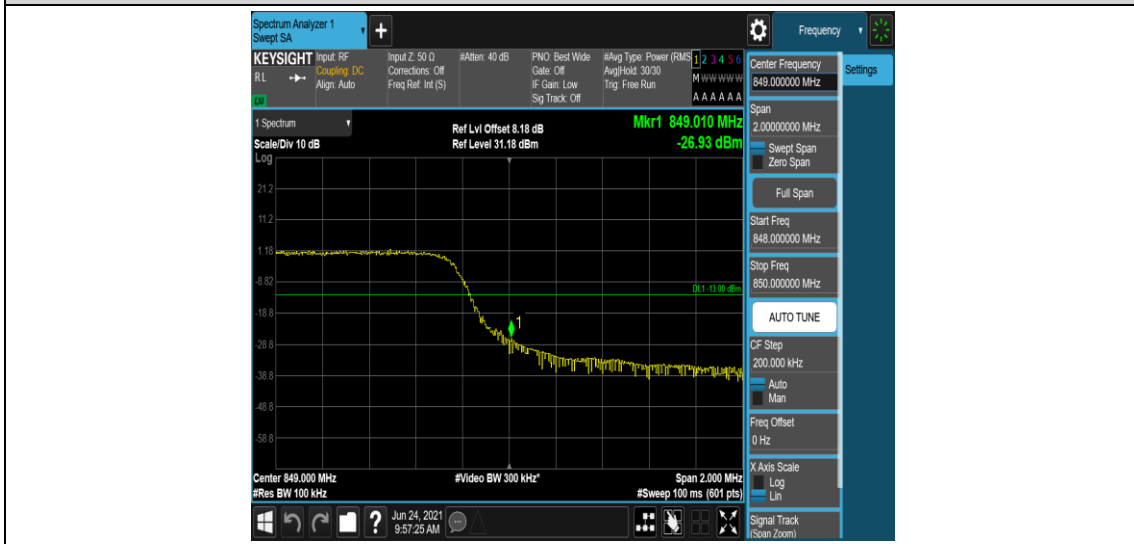 Spectrum Analyzer 1
Swept SA
+
Frequency
KEYSIGHT
RL
LXI
Input: RF
Coupling: DC
Align: Auto
Input Z: 50 Ω
Corrections: Off
Freq Ref: Int (S)
#Atten: 40 dB
PNO: Best Wide
Gate: Off
IF Gain: Low
Sig Track: Off
#Avg Type: Power (RMS
Avg|Hold: 30/30
Trig: Free Run
1 2 3 4 5 6
M W W W W W
A A A A A A
1 Spectrum
Scale/Div 10 dB
Ref Lvl Offset 8.18 dB
Ref Level 31.18 dBm
Mkr1 849.010 MHz
-26.93 dBm
Log
21.2
11.2
1.18
-8.82
-18.8
-28.8
-38.8
-48.8
-58.8
DL1 -13.00 dBm
1
Center 849.000 MHz
#Res BW 100 kHz
#Video BW 300 kHz*
Span 2.000 MHz
#Sweep 100 ms (601 pts)
Center Frequency
849.000000 MHz
Settings
Span
2.00000000 MHz
Swept Span
Zero Span
Full Span
Start Freq
848.000000 MHz
Stop Freq
850.000000 MHz
AUTO TUNE
CF Step
200.000 kHz
Auto
Man
Freq Offset
0 Hz
X Axis Scale
Log
Lin
Signal Track
(Span Zoom)
?
Jun 24, 2021
9:57:25 AM